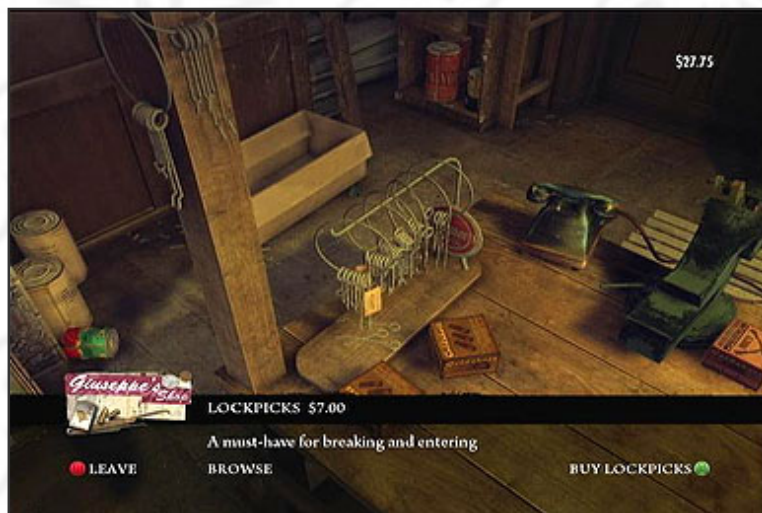 $27.75
Giuseppe's
Shop
LOCKPICKS $7.00
A must-have for breaking and entering
LEAVE
BROWSE
BUY LOCKPICKS